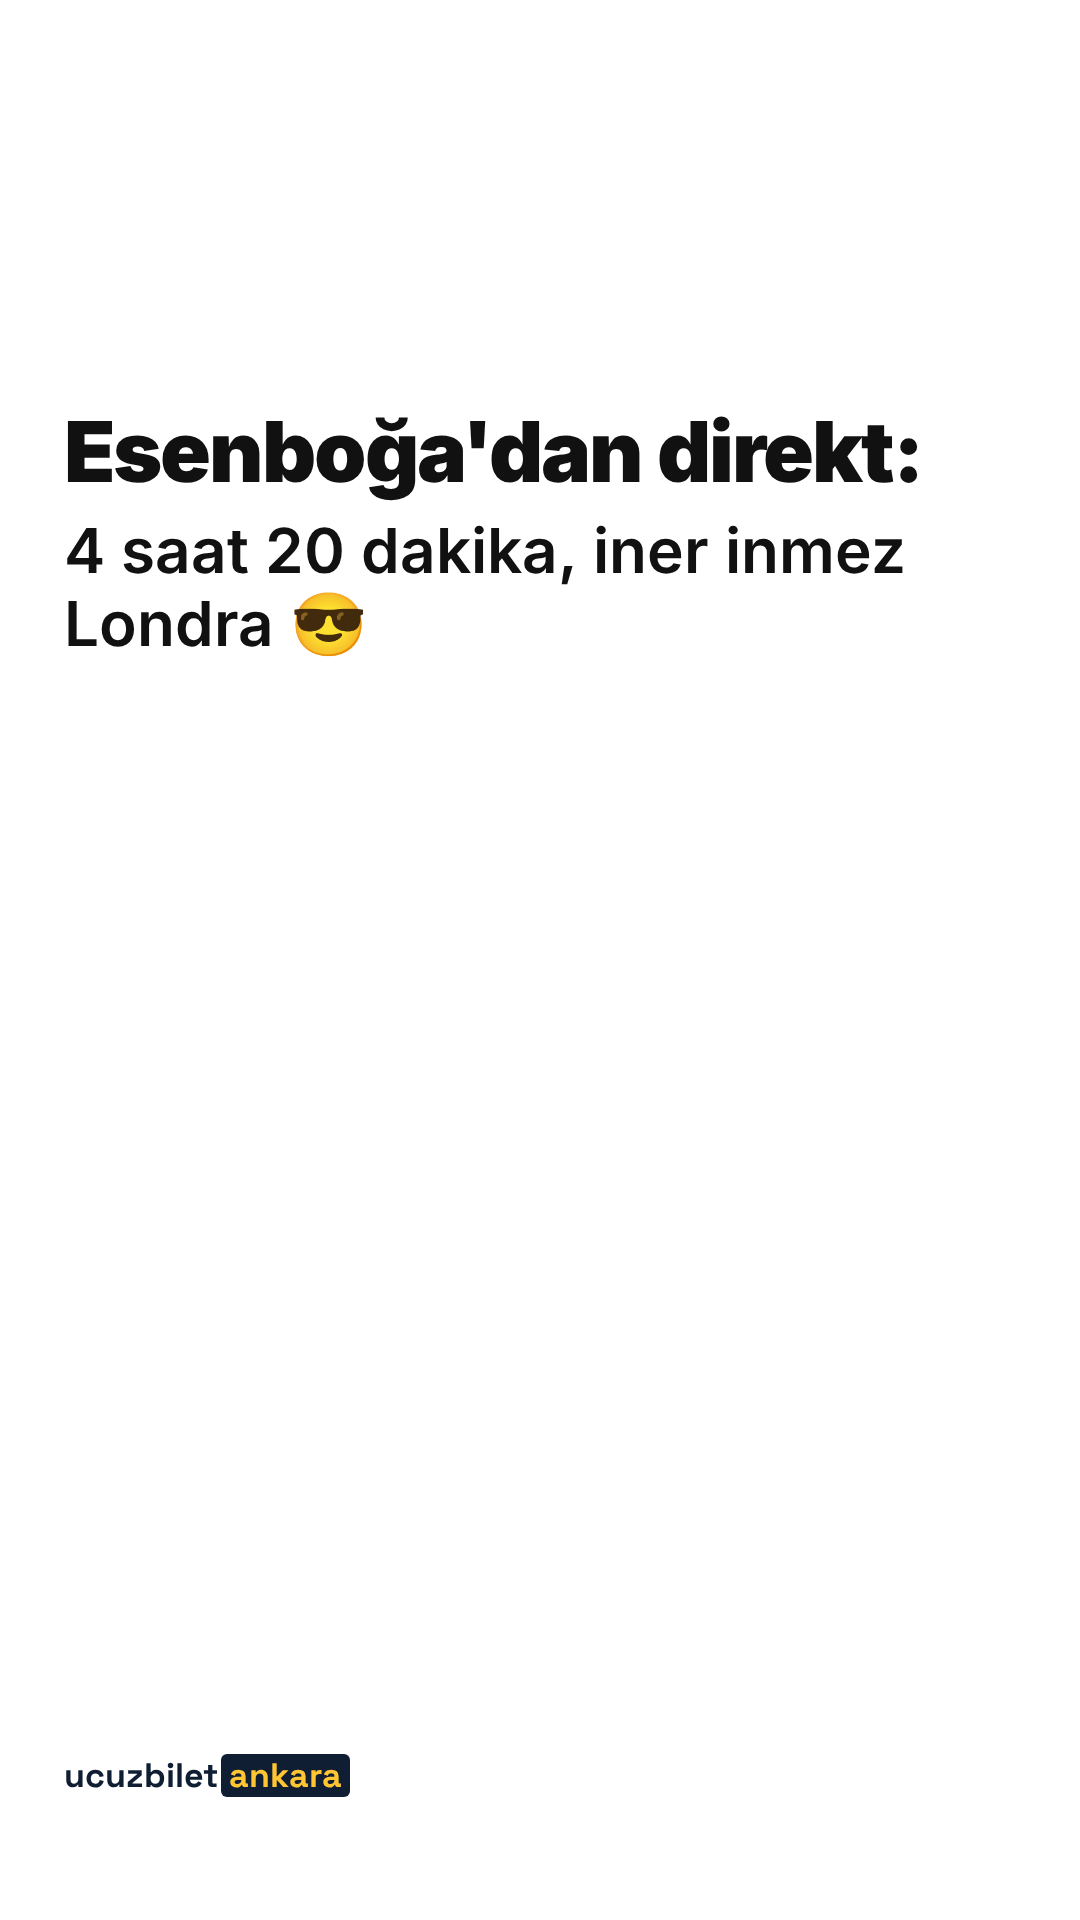 Esenboğa'dan direkt:
4 saat 20 dakika, iner inmez
Londra 😎
ucuzbilet ankara